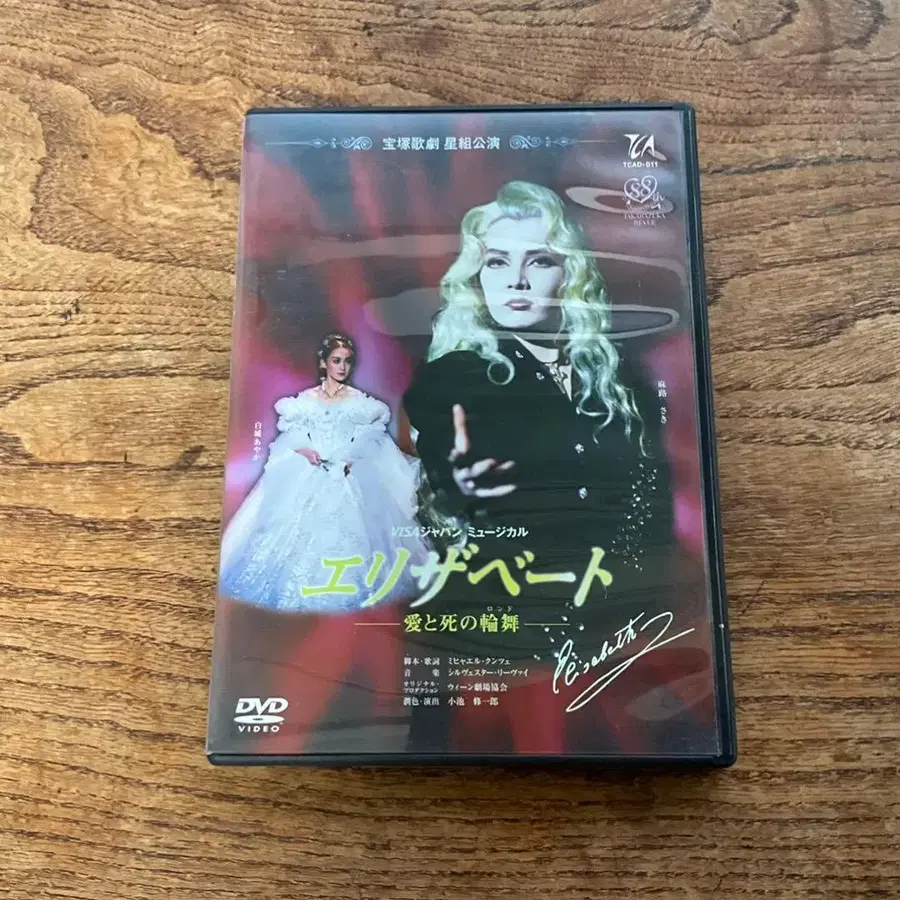 宝塚歌劇 星組公演
TCA
TCAD-011
88th
TAKARAZUKA
REVUE
麻路 さき
白城 あやか
VISAジャパン ミュージカル
エリザベート
ロンド
愛と死の輪舞
Elisabeth
脚本・歌詞 ミヒャエル・クンツェ
音 楽 シルヴェスター・リーヴァイ
オリジナル・プロダクション ウィーン劇場協会
潤色・演出 小池 修一郎
DVD
VIDEO